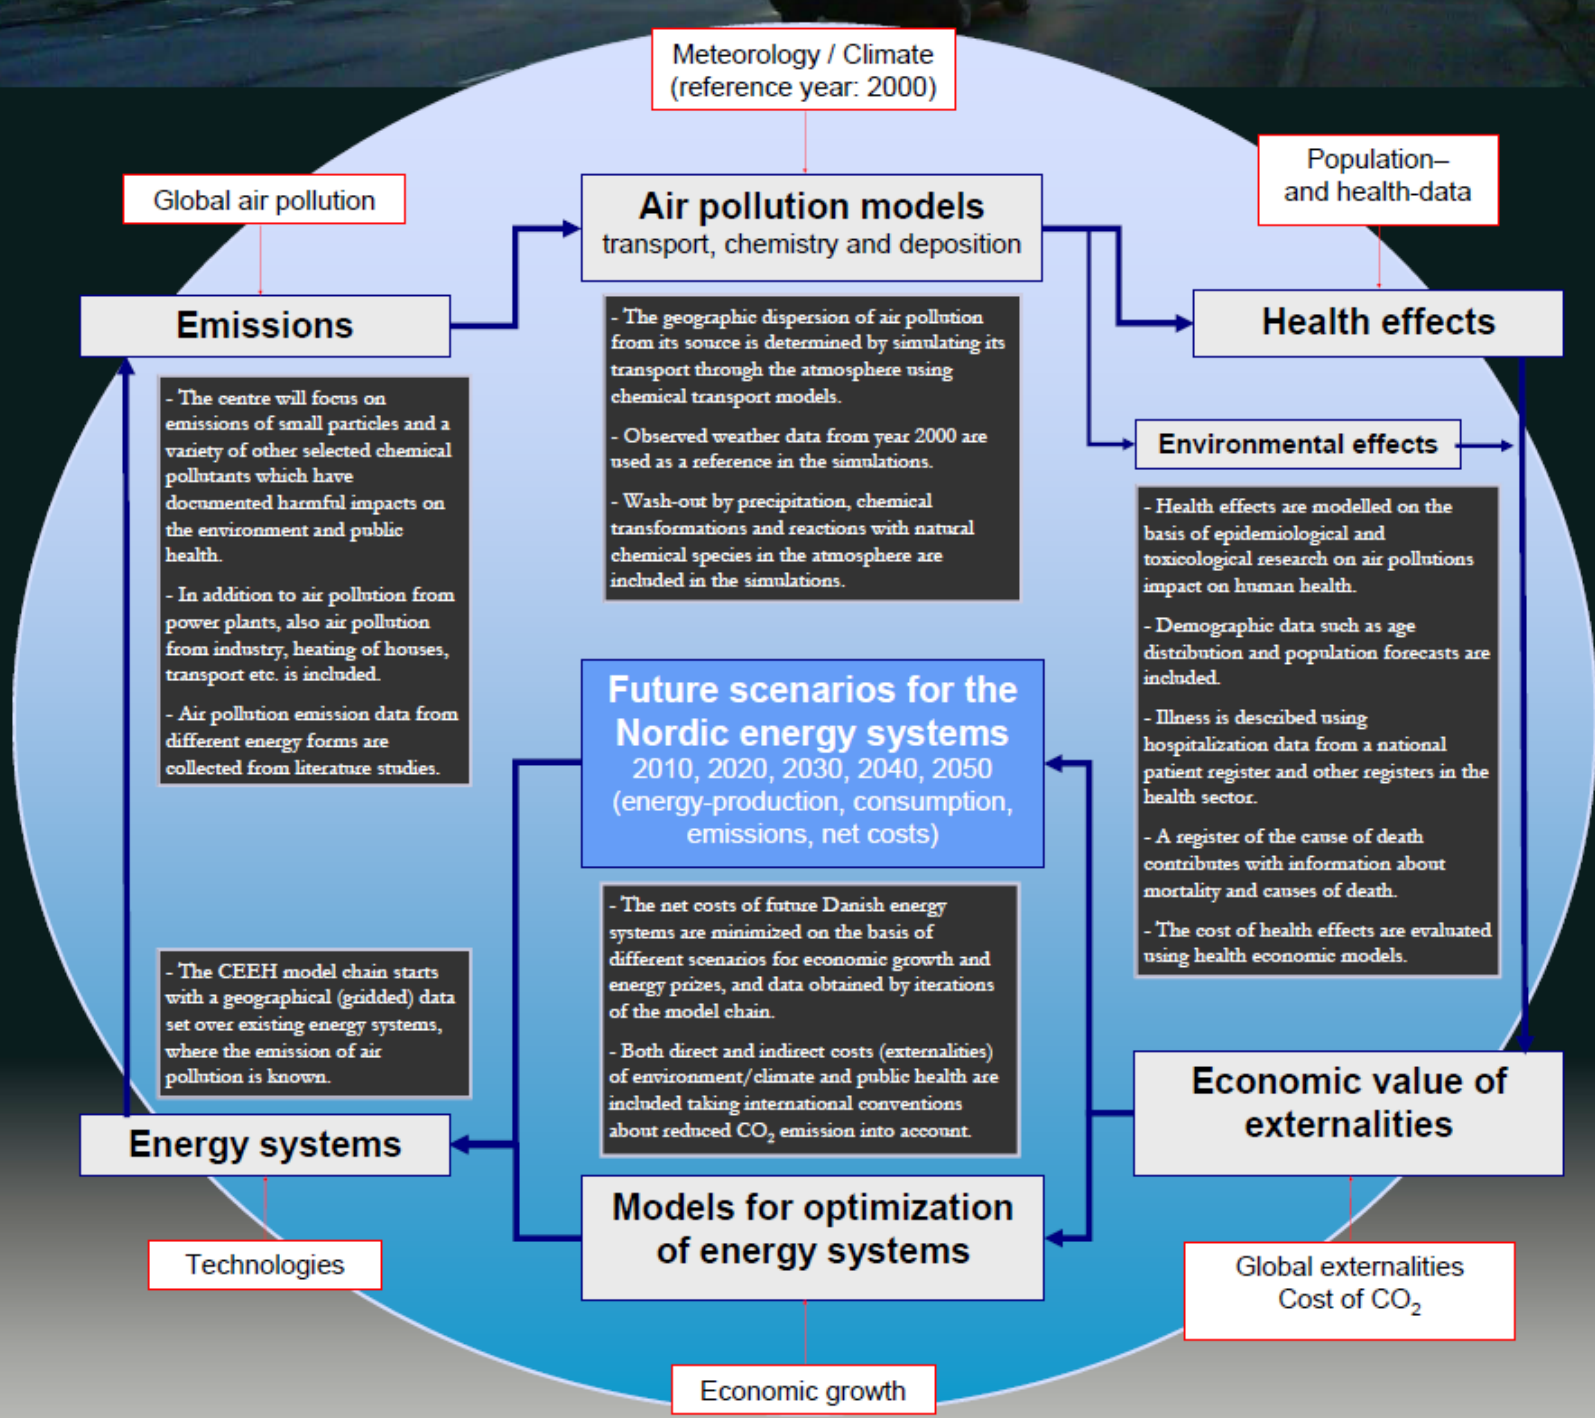 Meteorology / Climate
(reference year: 2000)
Population–
and health-data
Global air pollution
Air pollution models
transport, chemistry and deposition
Emissions
Health effects
- The geographic dispersion of air pollution
from its source is determined by simulating its
transport through the atmosphere using
chemical transport models.
- Observed weather data from year 2000 are
used as a reference in the simulations.
- Wash-out by precipitation, chemical
transformations and reactions with natural
chemical species in the atmosphere are
included in the simulations.
- The centre will focus on
emissions of small particles and a
variety of other selected chemical
pollutants which have
documented harmful impacts on
the environment and public
health.
- In addition to air pollution from
power plants, also air pollution
from industry, heating of houses,
transport etc. is included.
- Air pollution emission data from
different energy forms are
collected from literature studies.
Environmental effects
- Health effects are modelled on the
basis of epidemiological and
toxicological research on air pollutions
impact on human health.
- Demographic data such as age
distribution and population forecasts are
included.
- Illness is described using
hospitalization data from a national
patient register and other registers in the
health sector.
- A register of the cause of death
contributes with information about
mortality and causes of death.
- The cost of health effects are evaluated
using health economic models.
Future scenarios for the
Nordic energy systems
2010, 2020, 2030, 2040, 2050
(energy-production, consumption,
emissions, net costs)
- The net costs of future Danish energy
systems are minimized on the basis of
different scenarios for economic growth and
energy prizes, and data obtained by iterations
of the model chain.
- Both direct and indirect costs (externalities)
of environment/climate and public health are
included taking international conventions
about reduced CO₂ emission into account.
- The CEEH model chain starts
with a geographical (gridded) data
set over existing energy systems,
where the emission of air
pollution is known.
Energy systems
Economic value of
externalities
Models for optimization
of energy systems
Technologies
Global externalities
Cost of CO₂
Economic growth